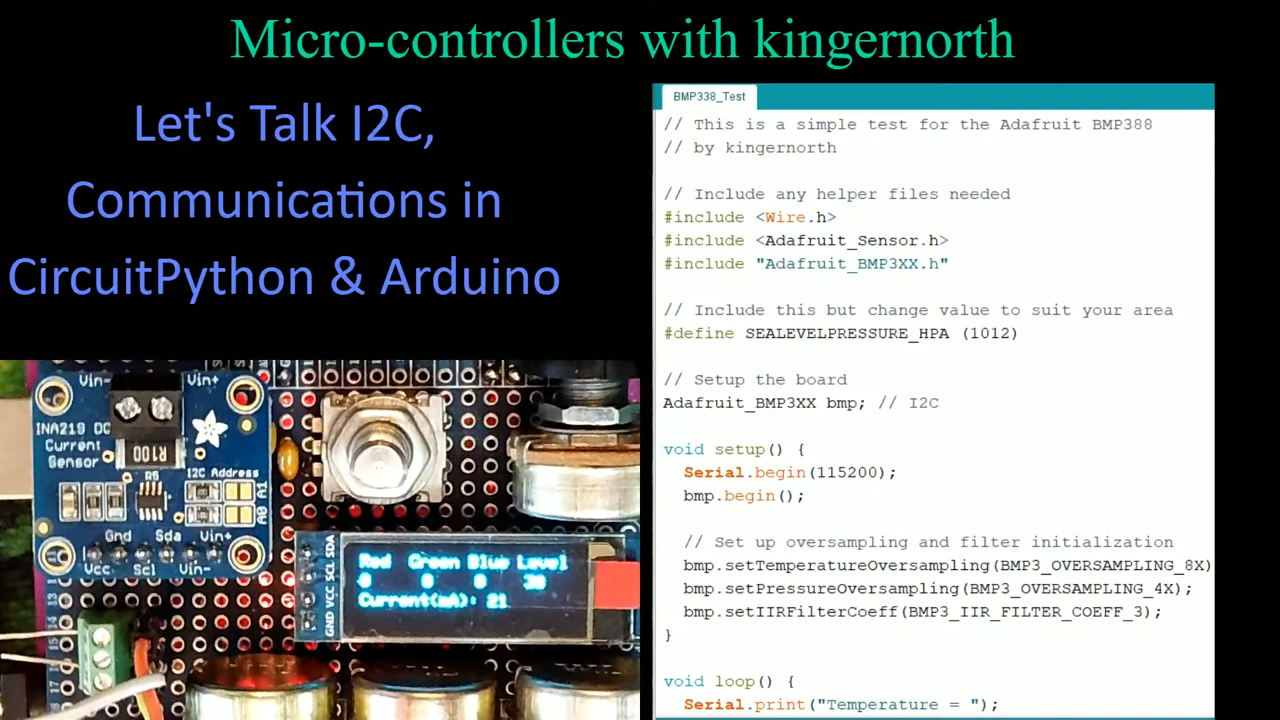 Micro-controllers with kingernorth
Let's Talk I2C,
Communications in
CircuitPython & Arduino
BMP338_Test
// This is a simple test for the Adafruit BMP388
// by kingernorth
// Include any helper files needed
#include <Wire.h>
#include <Adafruit_Sensor.h>
#include "Adafruit_BMP3XX.h"
// Include this but change value to suit your area
#define SEALEVELPRESSURE_HPA (1012)
// Setup the board
Adafruit_BMP3XX bmp; // I2C
void setup() {
Serial.begin(115200);
bmp.begin();
// Set up oversampling and filter initialization
bmp.setTemperatureOversampling(BMP3_OVERSAMPLING_8X)
bmp.setPressureOversampling(BMP3_OVERSAMPLING_4X);
bmp.setIIRFilterCoeff(BMP3_IIR_FILTER_COEFF_3);
}
void loop() {
Serial.print("Temperature = ");
Vin- Vin+
INA219 DC
Current
Sensor
R100
R5
I2C Address
A1
A0
Gnd Sda Vin+
Vcc Scl Vin-
GND VCC SCL SDA
Red Green Blue Level
0 0 0 38
Current(mA): 21